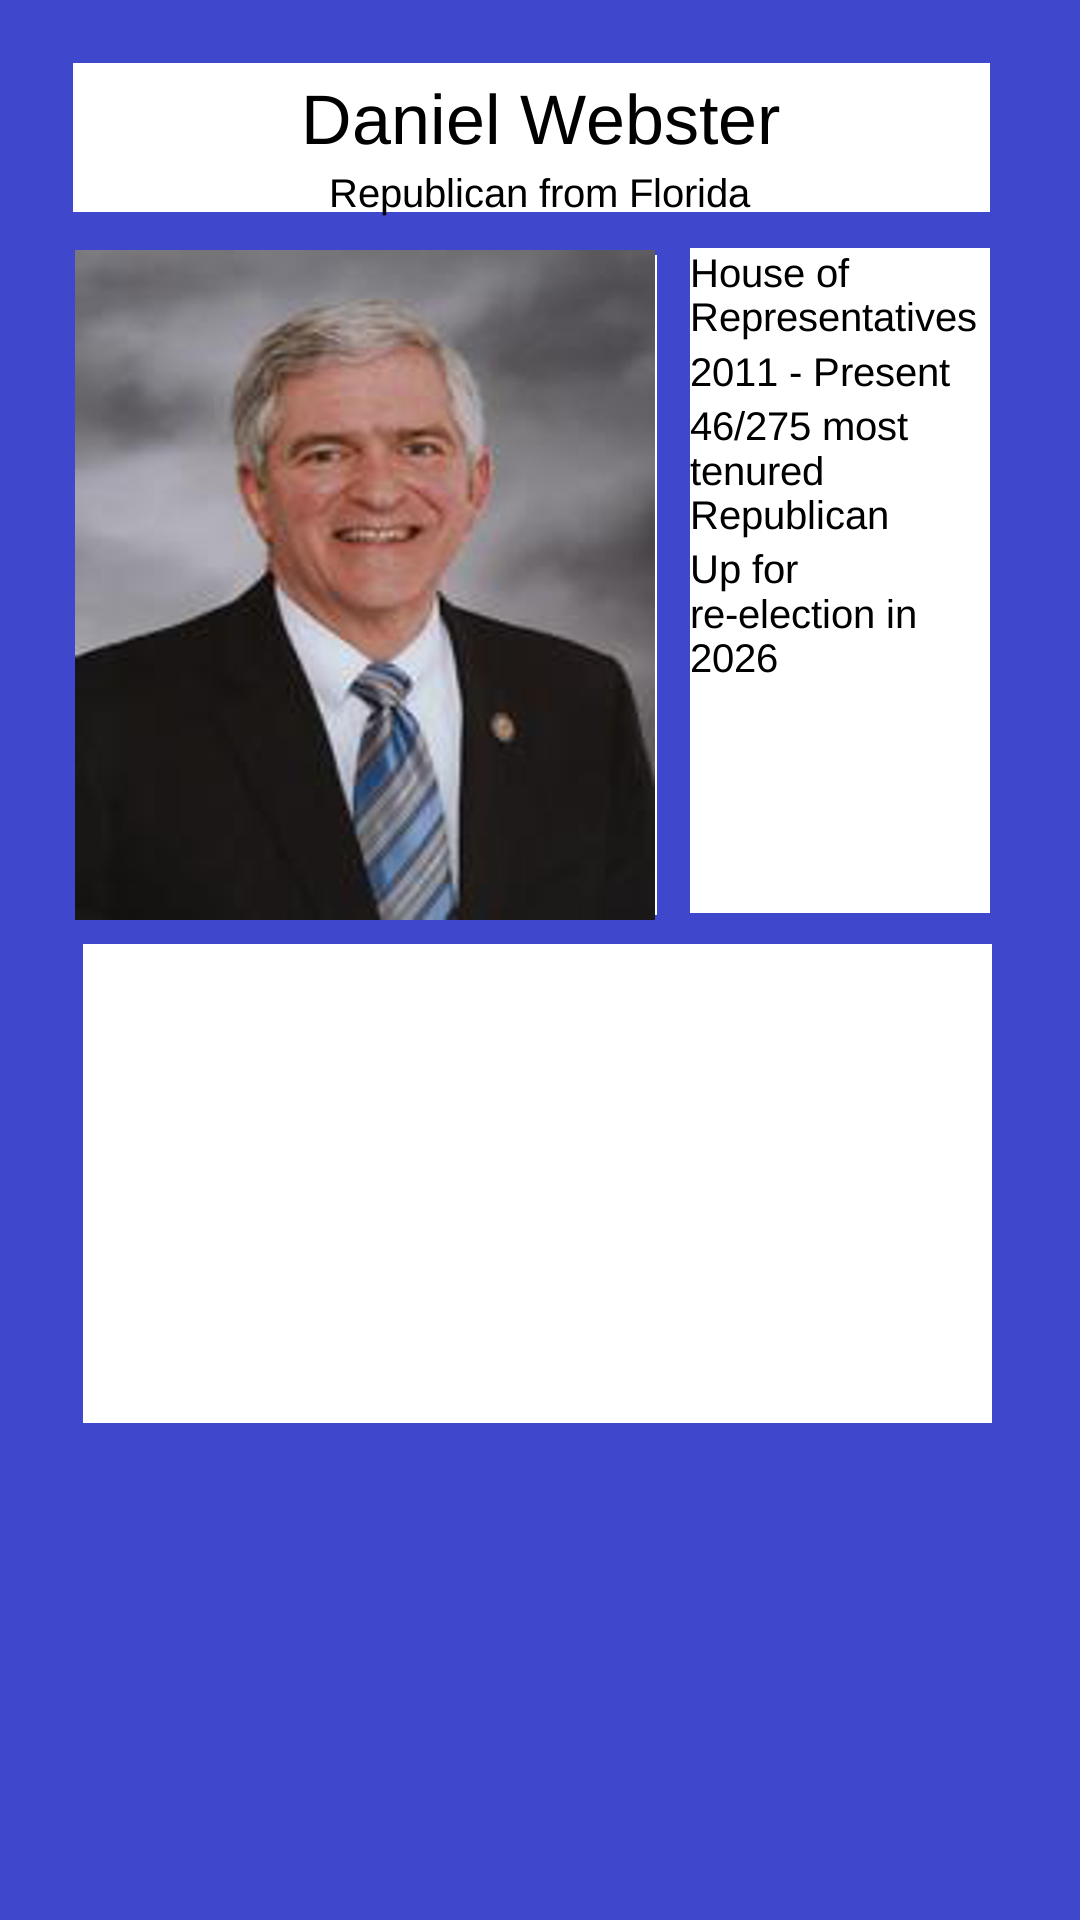 Daniel Webster
Republican from Florida
House of
Representatives
2011 - Present
46/275 most
tenured
Republican
Up for
re-election in
2026